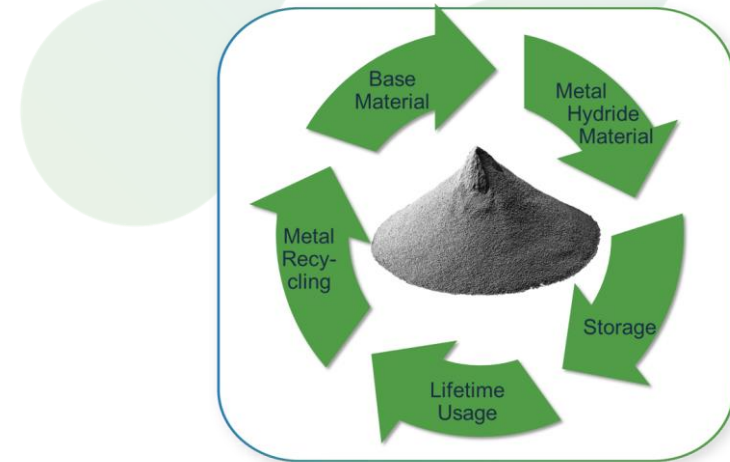 Base
Material
Metal
Hydride
Material
Storage
Lifetime
Usage
Metal
Recy-
cling